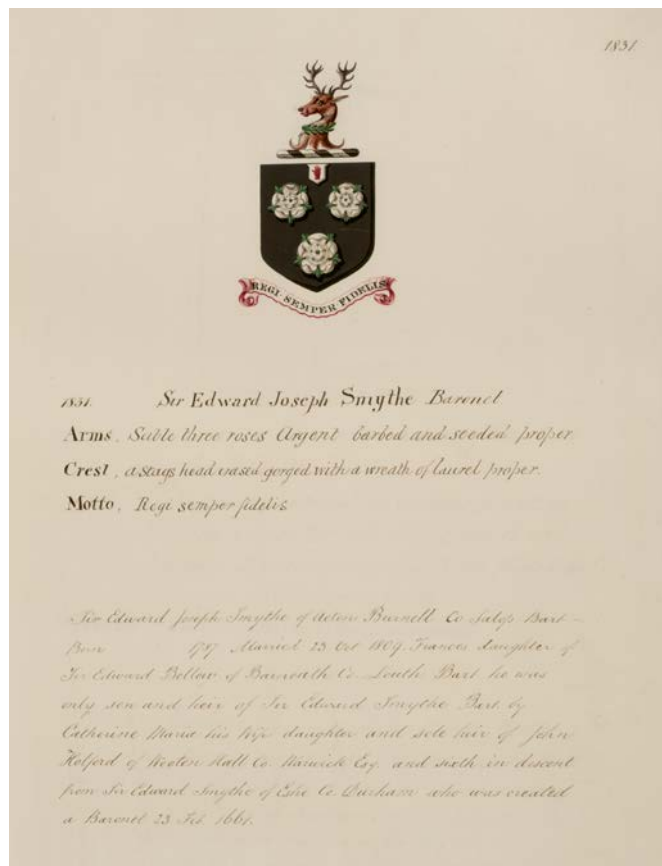 1831.
REGI · SEMPER FIDELIS
1831. Sir Edward Joseph Smythe Baronet
Arms, Sable three roses Argent barbed and seeded proper
Crest, a stags head erased gorged with a wreath of laurel proper.
Motto, Regi semper fidelis
Sir Edward Joseph Smythe of Acton Burnell Co Salop Bart
Born 1787 Married 23 Oct 1809. Frances daughter of
Sir Edward Bellow of Barmouth Co. Louth Bart. he was
only son and heir of Sir Edward Smythe Bart. by
Catherine Maria his wife daughter and sole heir of John
Holford of Wooten Hall Co. Warwick Esq. and sixth in descent
from Sir Edward Smythe of Eshe Co. Durham who was created
a Baronet 23 Feb. 1661.